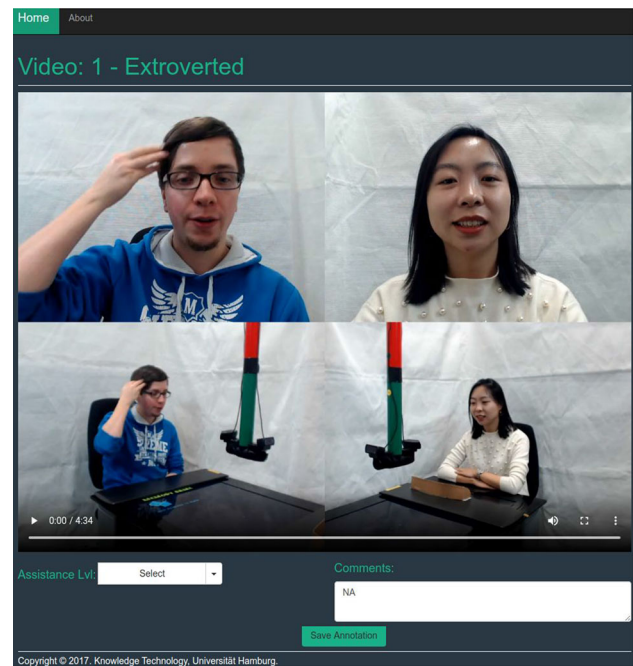 Home About
Video: 1 - Extroverted
M
0:00 / 4:34
Assistance Lvl: Select
Comments:
NA
Save Annotation
Copyright © 2017. Knowledge Technology, Universität Hamburg.